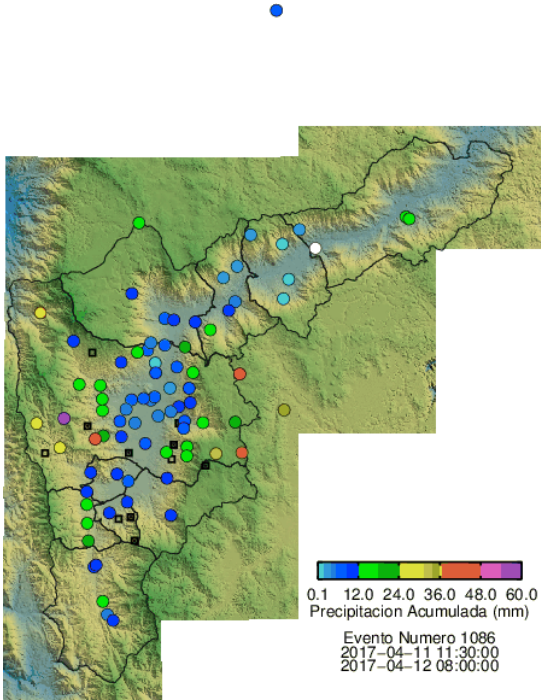 0.1 12.0 24.0 36.0 48.0 60.0
Precipitacion Acumulada (mm)
Evento Numero 1086
2017-04-11 11:30:00
2017-04-12 08:00:00